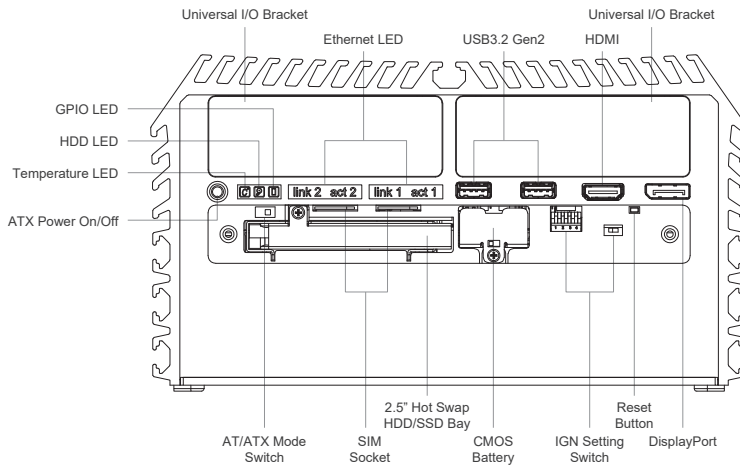 Universal I/O Bracket
Universal I/O Bracket
Ethernet LED
USB3.2 Gen2
HDMI
GPIO LED
HDD LED
Temperature LED
ATX Power On/Off
link 2 act 2
link 1 act 1
2.5” Hot Swap
HDD/SSD Bay
Reset
Button
AT/ATX Mode
Switch
SIM
Socket
CMOS
Battery
IGN Setting
Switch
DisplayPort